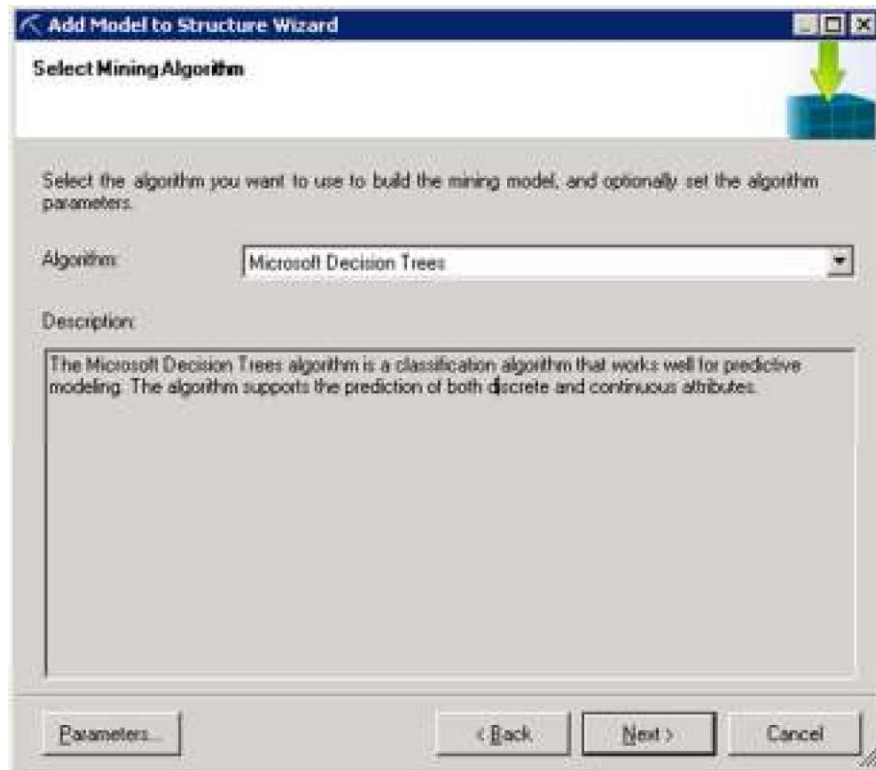 Add Model to Structure Wizard
Select Mining Algorithm
Select the algorithm you want to use to build the mining model, and optionally set the algorithm
parameters.
Algorithm:
Microsoft Decision Trees
Description:
The Microsoft Decision Trees algorithm is a classification algorithm that works well for predictive
modeling. The algorithm supports the prediction of both discrete and continuous attributes.
Parameters...
< Back
Next >
Cancel